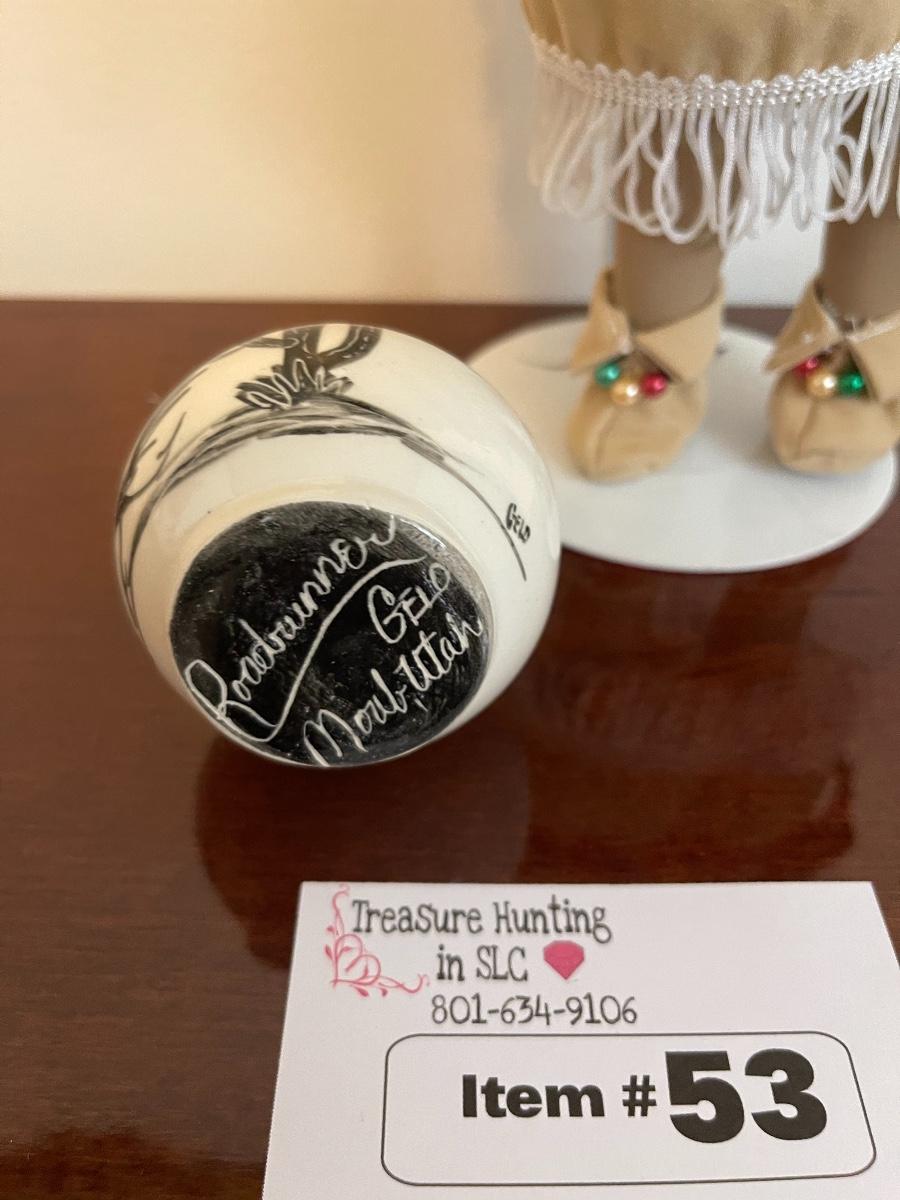 GELO
Roadrunner
GELO
Moab, Utah
Treasure Hunting
in SLC
801-634-9106
Item #53